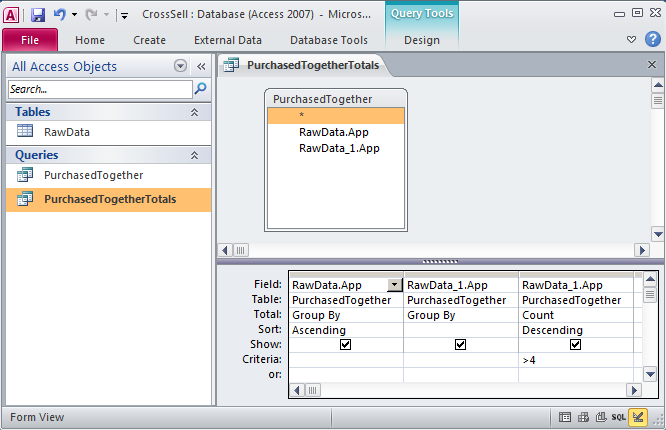 CrossSell : Database (Access 2007) - Micros...
Query Tools
File Home Create External Data Database Tools Design
All Access Objects
Search...
Tables
RawData
Queries
PurchasedTogether
PurchasedTogetherTotals
PurchasedTogetherTotals
PurchasedTogether
*
RawData.App
RawData_1.App
Field: RawData.App RawData_1.App RawData_1.App
Table: PurchasedTogether PurchasedTogether PurchasedTogether
Total: Group By Group By Count
Sort: Ascending Descending
Show:
Criteria: >4
or:
Form View
SQL